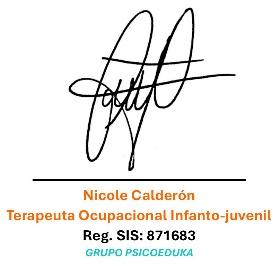 Nicole Calderón
Terapeuta Ocupacional Infanto-juvenil
Reg. SIS: 871683
GRUPO PSICOEDUKA